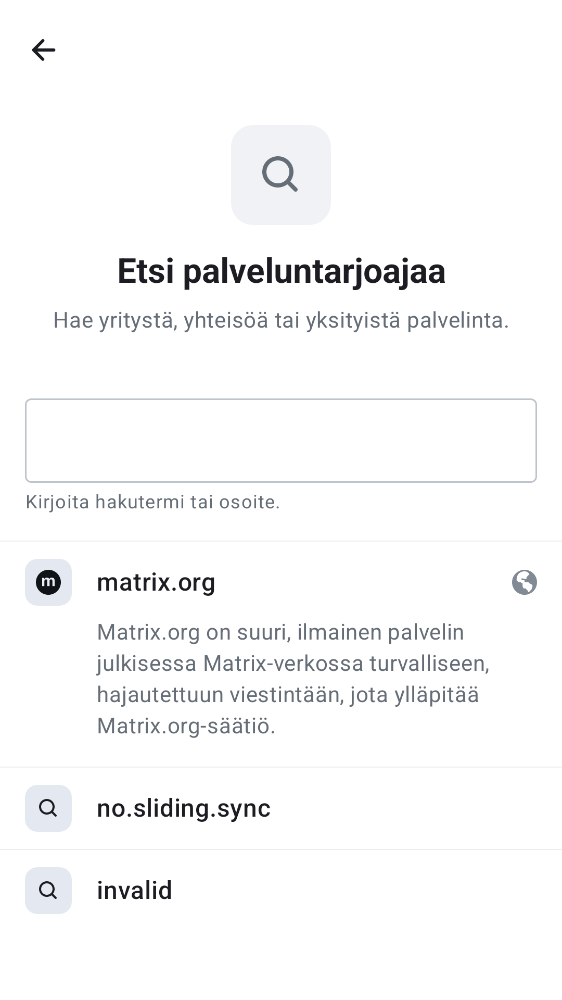 Etsi palveluntarjoajaa
Hae yritystä, yhteisöä tai yksityistä palvelinta.
Kirjoita hakutermi tai osoite.
m matrix.org
Matrix.org on suuri, ilmainen palvelin
julkisessa Matrix-verkossa turvalliseen,
hajautettuun viestintään, jota ylläpitää
Matrix.org-säätiö.
no.sliding.sync
invalid